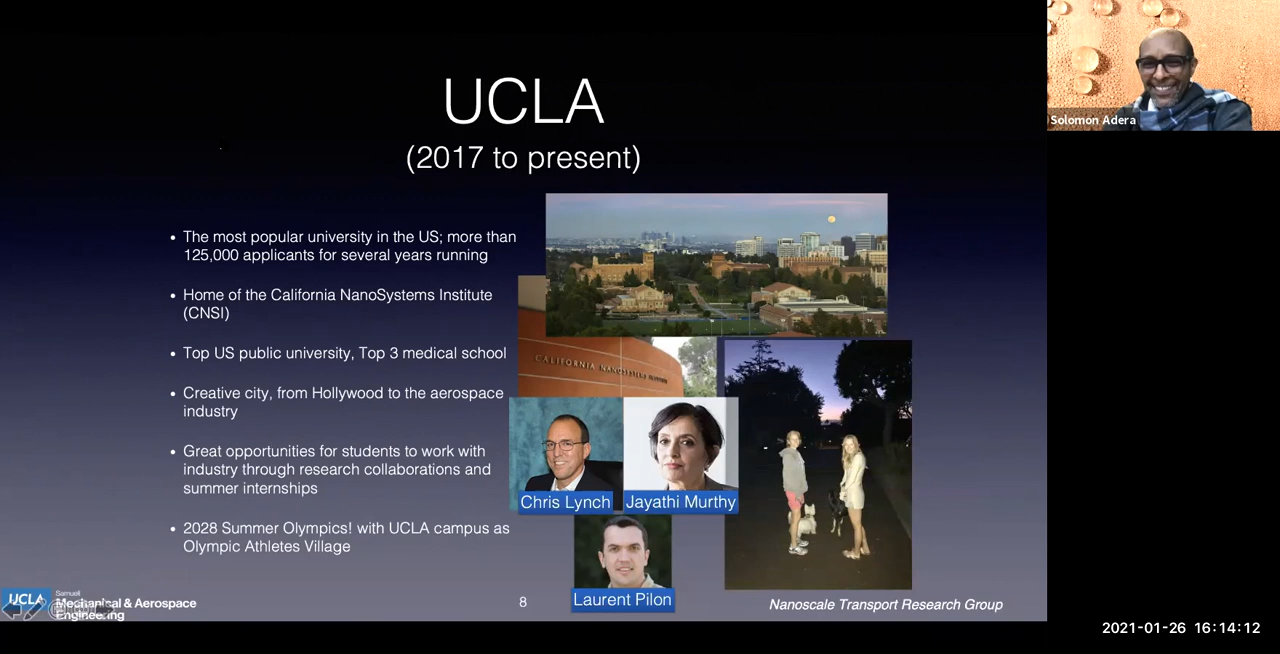 UCLA
(2017 to present)
• The most popular university in the US; more than
125,000 applicants for several years running
• Home of the California NanoSystems Institute
(CNSI)
• Top US public university, Top 3 medical school
• Creative city, from Hollywood to the aerospace
industry
• Great opportunities for students to work with
industry through research collaborations and
summer internships
• 2028 Summer Olympics! with UCLA campus as
Olympic Athletes Village
CALIFORNIA NANOSYSTEMS INSTITUTE
Chris Lynch
Jayathi Murthy
Laurent Pilon
UCLA
Samueli
Mechanical & Aerospace
Engineering
8
Nanoscale Transport Research Group
Solomon Adera
2021-01-26 16:14:12